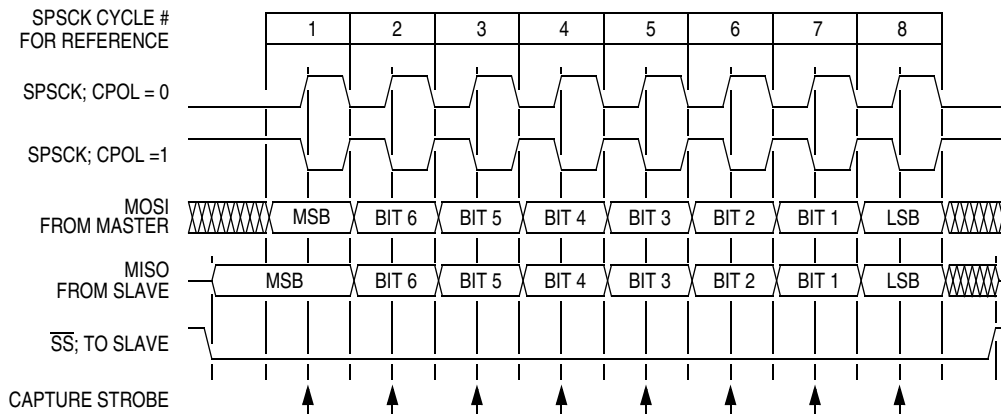 SPSCK CYCLE #
FOR REFERENCE
1 2 3 4 5 6 7 8
SPSCK; CPOL = 0
SPSCK; CPOL =1
MOSI
FROM MASTER
MSB BIT 6 BIT 5 BIT 4 BIT 3 BIT 2 BIT 1 LSB
MISO
FROM SLAVE
MSB BIT 6 BIT 5 BIT 4 BIT 3 BIT 2 BIT 1 LSB
SS; TO SLAVE
CAPTURE STROBE